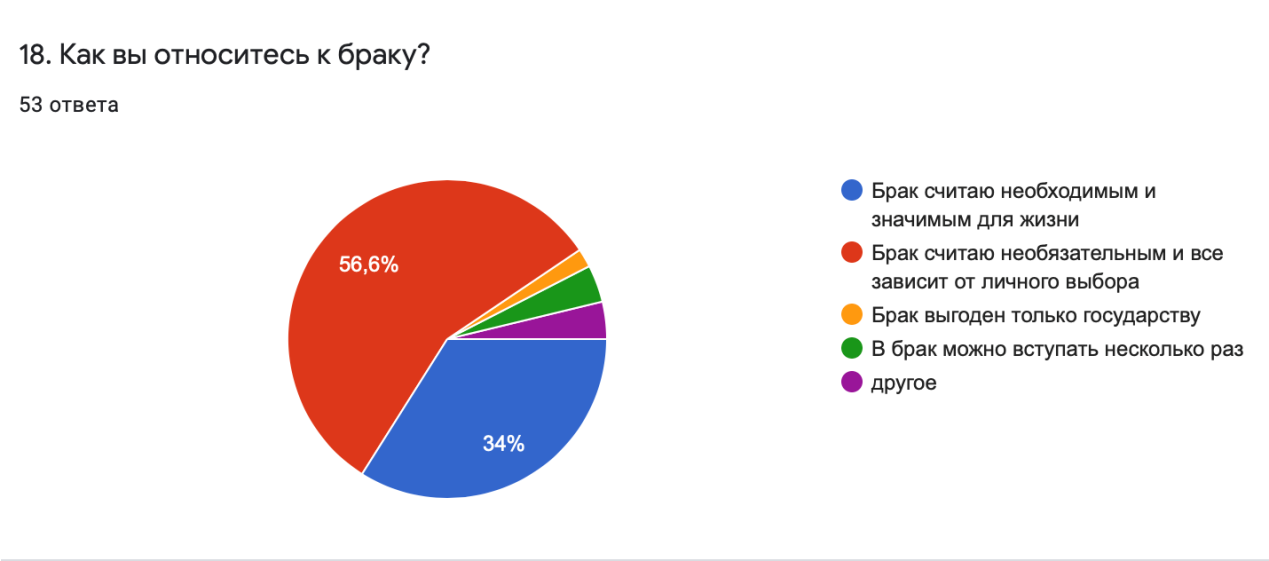 18. Как вы относитесь к браку?
53 ответа
56,6%
34%
Брак считаю необходимым и
значимым для жизни
Брак считаю необязательным и все
зависит от личного выбора
Брак выгоден только государству
В брак можно вступать несколько раз
другое